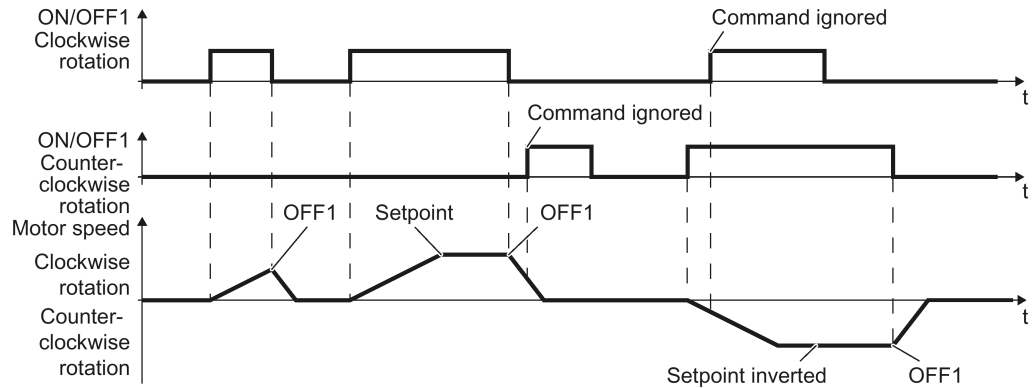 ON/OFF1
Clockwise
rotation
Command ignored
t
ON/OFF1
Counter-
clockwise
rotation
Command ignored
t
Motor speed
OFF1
Setpoint
OFF1
Clockwise
rotation
Counter-
clockwise
rotation
t
Setpoint inverted
OFF1